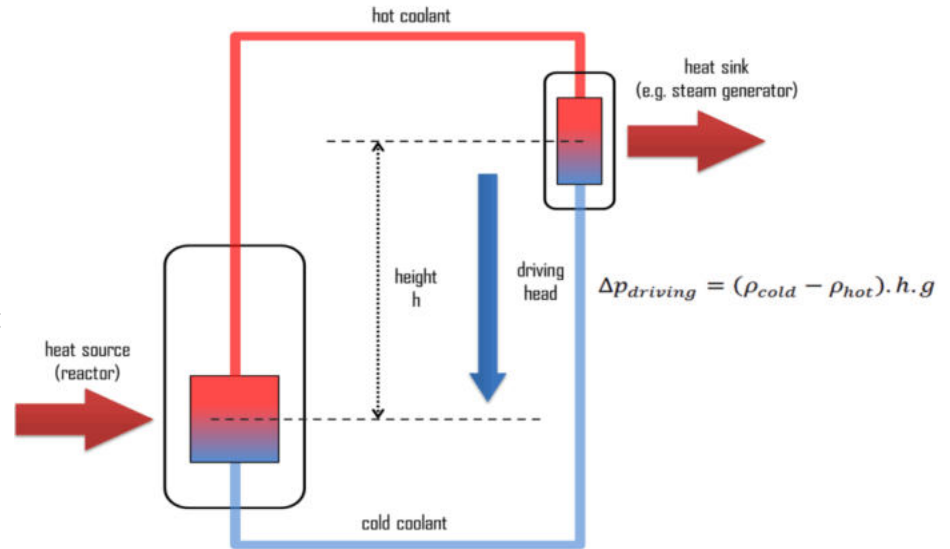 hot coolant
heat sink
(e.g. steam generator)
height
h
driving
head
Δp_driving = (ρ_cold − ρ_hot). h. g
heat source
(reactor)
cold coolant